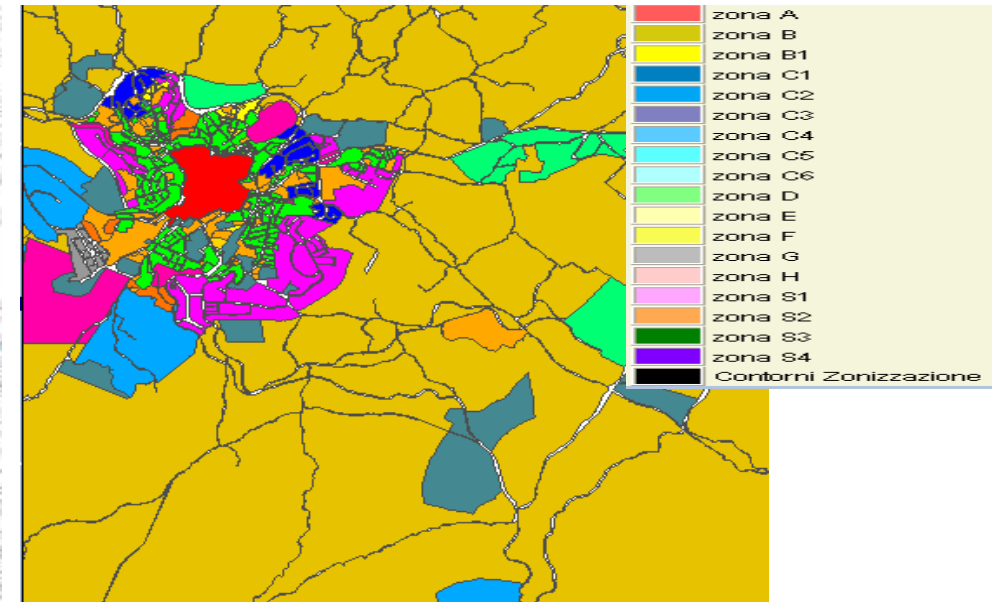 zona A
zona B
zona B1
zona C1
zona C2
zona C3
zona C4
zona C5
zona C6
zona D
zona E
zona F
zona G
zona H
zona S1
zona S2
zona S3
zona S4
Contorni Zonizzazione